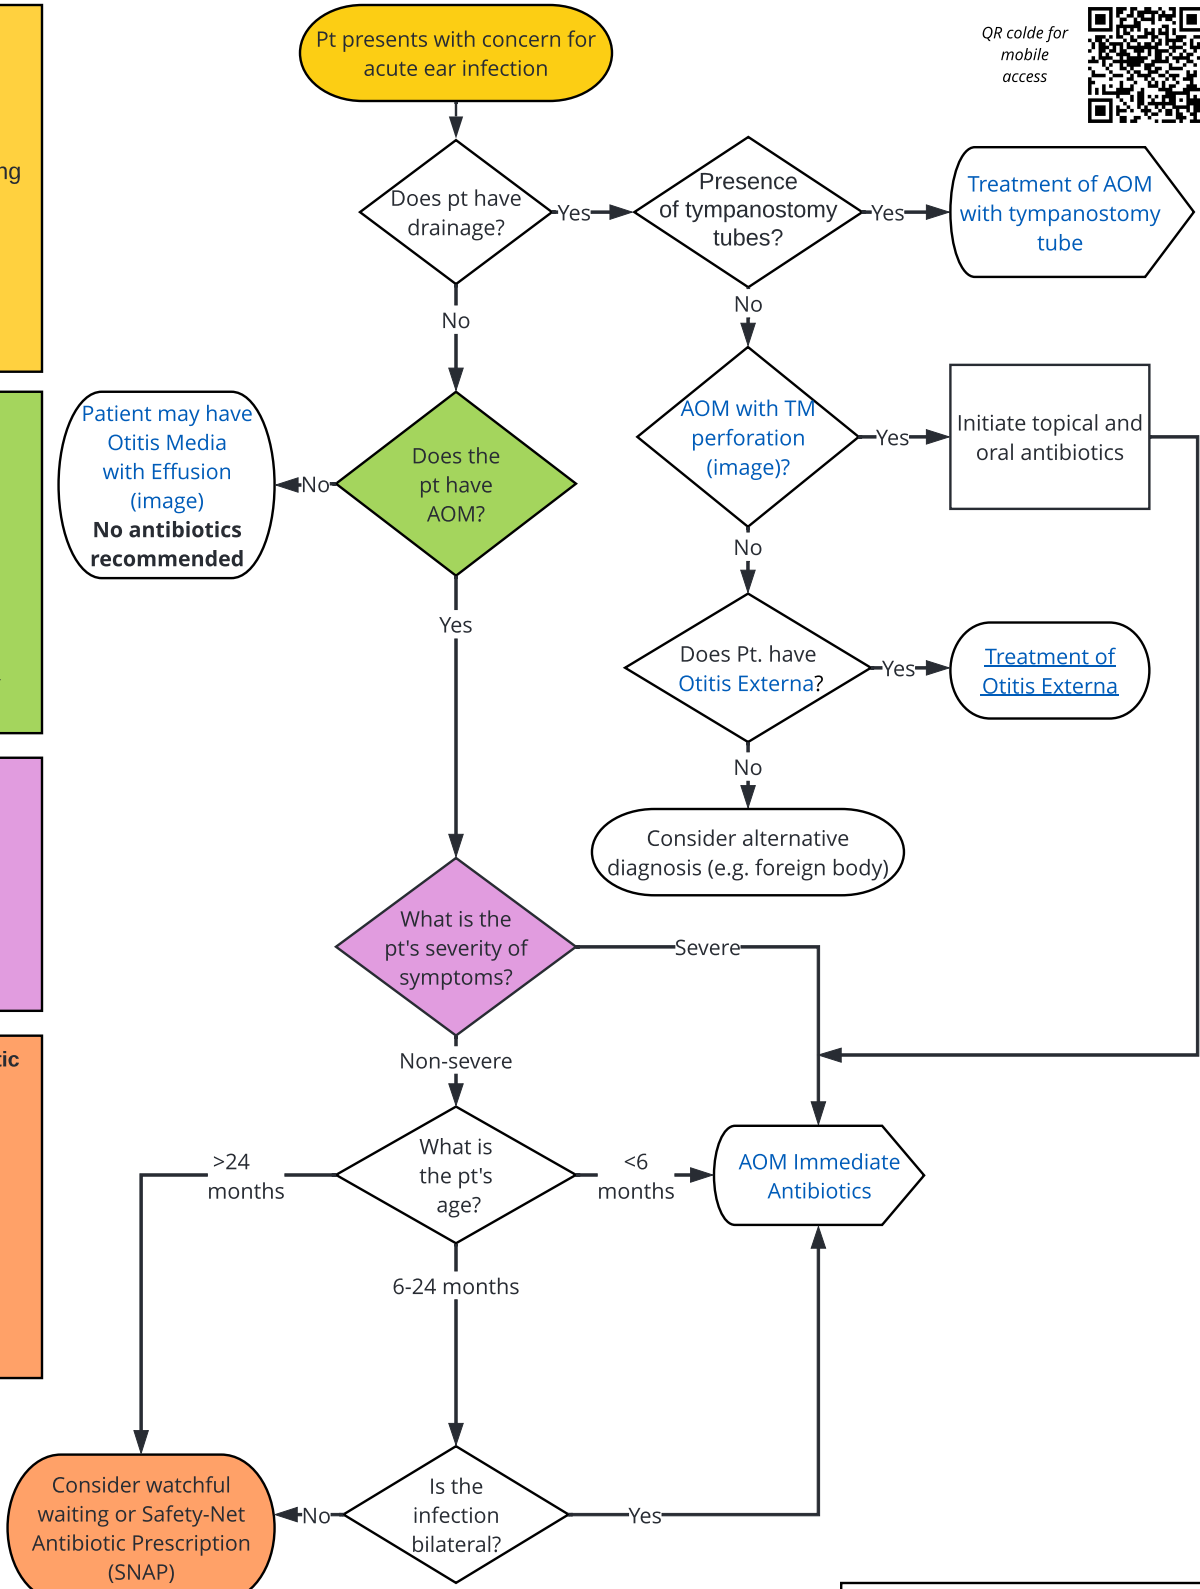 Pt presents with concern for
acute ear infection
QR colde for
mobile
access
ng
Does pt have
drainage?
Yes
Presence
of tympanostomy
tubes?
Yes
Treatment of AOM
with tympanostomy
tube
No
No
Patient may have
Otitis Media
with Effusion
(image)
No antibiotics
recommended
No
Does the
pt have
AOM?
AOM with TM
perforation
(image)?
Yes
Initiate topical and
oral antibiotics
No
Yes
Does Pt. have
Otitis Externa?
Yes
Treatment of
Otitis Externa
No
Consider alternative
diagnosis (e.g. foreign body)
What is the
pt's severity of
symptoms?
Severe
Non-severe
tic
What is
the pt's
age?
>24
months
<6
months
AOM Immediate
Antibiotics
6-24 months
Is the
infection
bilateral?
No
Yes
Consider watchful
waiting or Safety-Net
Antibiotic Prescription
(SNAP)